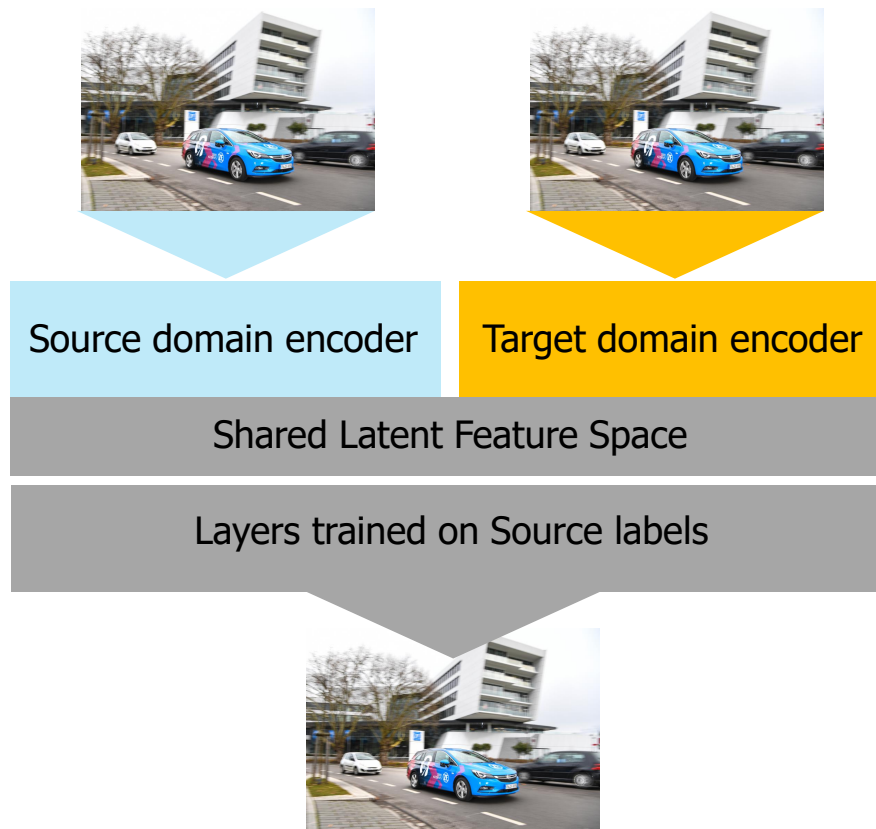 Source domain encoder
Target domain encoder
Shared Latent Feature Space
Layers trained on Source labels